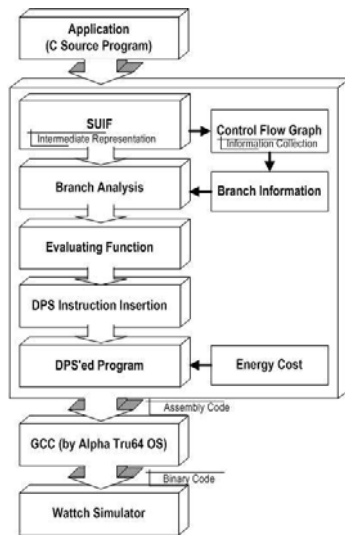 Application
(C Source Program)
SUIF
Intermediate Representation
Control Flow Graph
Information Collection
Branch Analysis
Branch Information
Evaluating Function
DPS Instruction Insertion
DPS'ed Program
Energy Cost
Assembly Code
GCC (by Alpha Tru64 OS)
Binary Code
Wattch Simulator